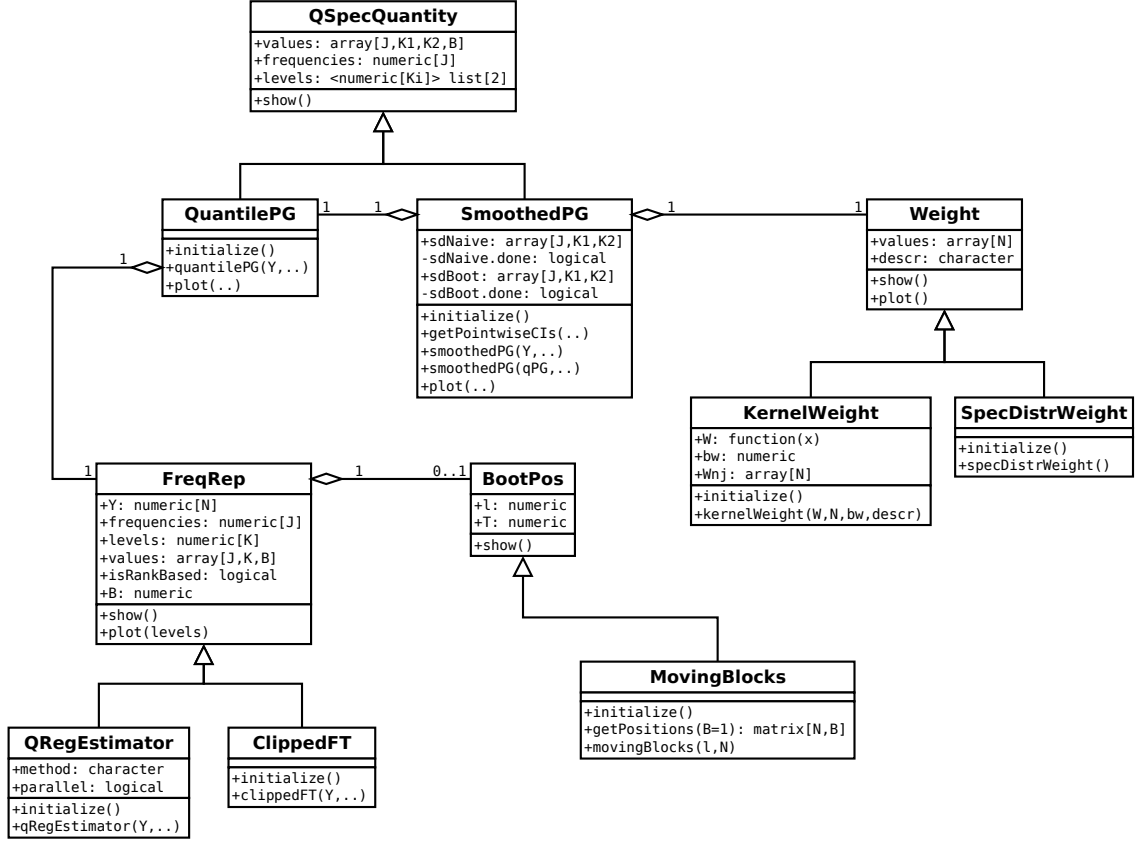 QSpecQuantity
+values: array[J,K1,K2,B]
+frequencies: numeric[J]
+levels: <numeric[Ki]> list[2]
+show()
QuantilePG
+initialize()
+quantilePG(Y,..)
+plot(..)
1
1
1
SmoothedPG
+sdNaive: array[J,K1,K2]
-sdNaive.done: logical
+sdBoot: array[J,K1,K2]
-sdBoot.done: logical
+initialize()
+getPointwiseCIs(..)
+smoothedPG(Y,..)
+smoothedPG(qPG,..)
+plot(..)
1
1
Weight
+values: array[N]
+descr: character
+show()
+plot()
KernelWeight
+W: function(x)
+bw: numeric
+Wnj: array[N]
+initialize()
+kernelWeight(W,N,bw,descr)
SpecDistrWeight
+initialize()
+specDistrWeight()
1
FreqRep
+Y: numeric[N]
+frequencies: numeric[J]
+levels: numeric[K]
+values: array[J,K,B]
+isRankBased: logical
+B: numeric
+show()
+plot(levels)
1
0..1
BootPos
+l: numeric
+T: numeric
+show()
MovingBlocks
+initialize()
+getPositions(B=1): matrix[N,B]
+movingBlocks(l,N)
QRegEstimator
+method: character
+parallel: logical
+initialize()
+qRegEstimator(Y,..)
ClippedFT
+initialize()
+clippedFT(Y,..)